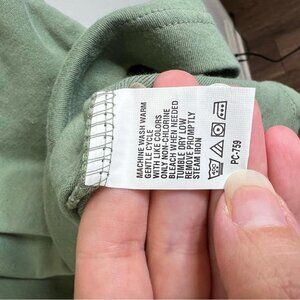 MACHINE WASH WARM
GENTLE CYCLE
WITH LIKE COLORS
ONLY NON-CHLORINE
BLEACH WHEN NEEDED
TUMBLE DRY LOW
REMOVE PROMPTLY
STEAM IRON
PC-759